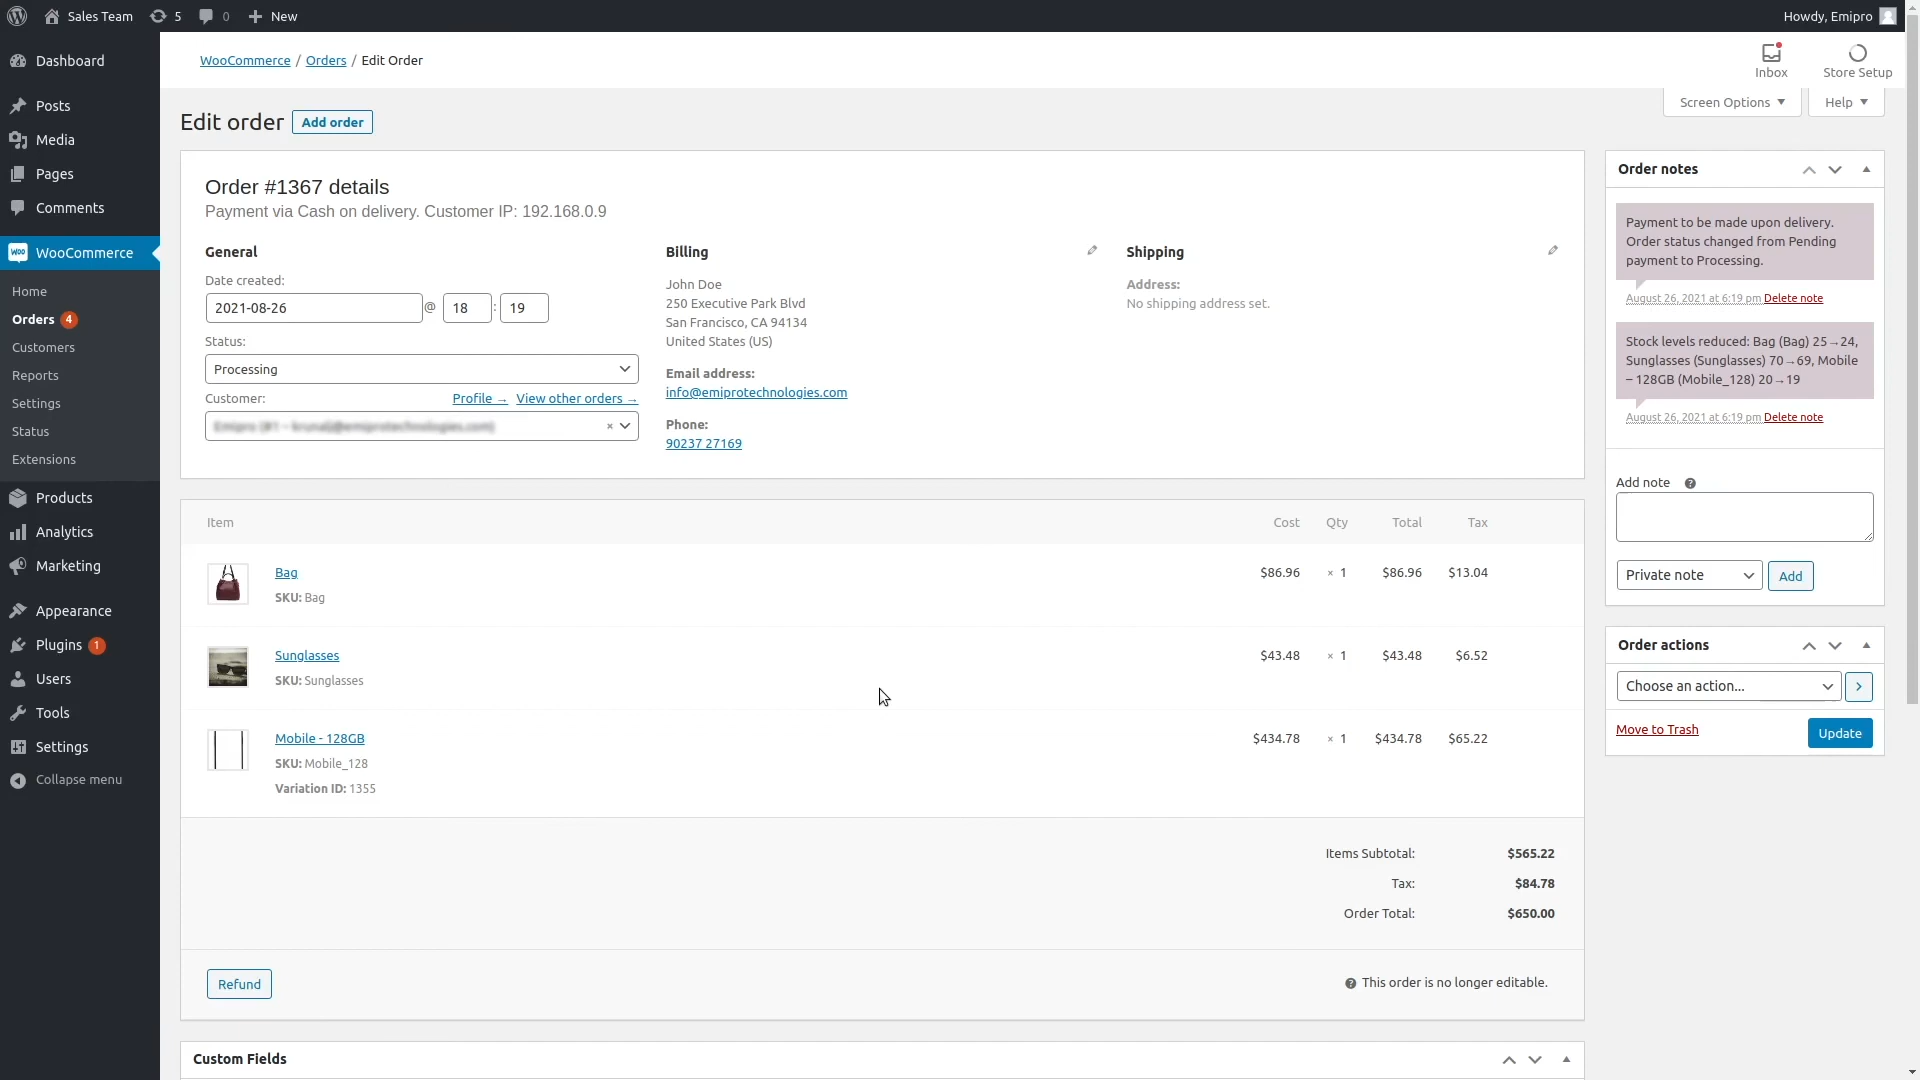 Sales Team
5
0
New
Howdy, Emipro
Dashboard
Posts
Media
Pages
Comments
WooCommerce
Home
Orders 4
Customers
Reports
Settings
Status
Extensions
Products
Analytics
Marketing
Appearance
Plugins 1
Users
Tools
Settings
Collapse menu
WooCommerce / Orders / Edit Order
Inbox
Store Setup
Screen Options
Help
Edit order
Add order
Order #1367 details
Payment via Cash on delivery. Customer IP: 192.168.0.9
General
Date created:
2021-08-26 @ 18 : 19
Status:
Processing
Customer:
Profile →
View other orders →
×
Billing
John Doe
250 Executive Park Blvd
San Francisco, CA 94134
United States (US)
Email address:
info@emiprotechnologies.com
Phone:
90237 27169
Shipping
Address:
No shipping address set.
Item Cost Qty Total Tax
Bag $86.96 × 1 $86.96 $13.04
SKU: Bag
Sunglasses $43.48 × 1 $43.48 $6.52
SKU: Sunglasses
Mobile - 128GB $434.78 × 1 $434.78 $65.22
SKU: Mobile_128
Variation ID: 1355
Items Subtotal: $565.22
Tax: $84.78
Order Total: $650.00
Refund
This order is no longer editable.
Custom Fields
Order notes
Payment to be made upon delivery.
Order status changed from Pending
payment to Processing.
August 26, 2021 at 6:19 pm Delete note
Stock levels reduced: Bag (Bag) 25→24,
Sunglasses (Sunglasses) 70→69, Mobile
– 128GB (Mobile_128) 20→19
August 26, 2021 at 6:19 pm Delete note
Add note
Private note
Add
Order actions
Choose an action...
Move to Trash
Update